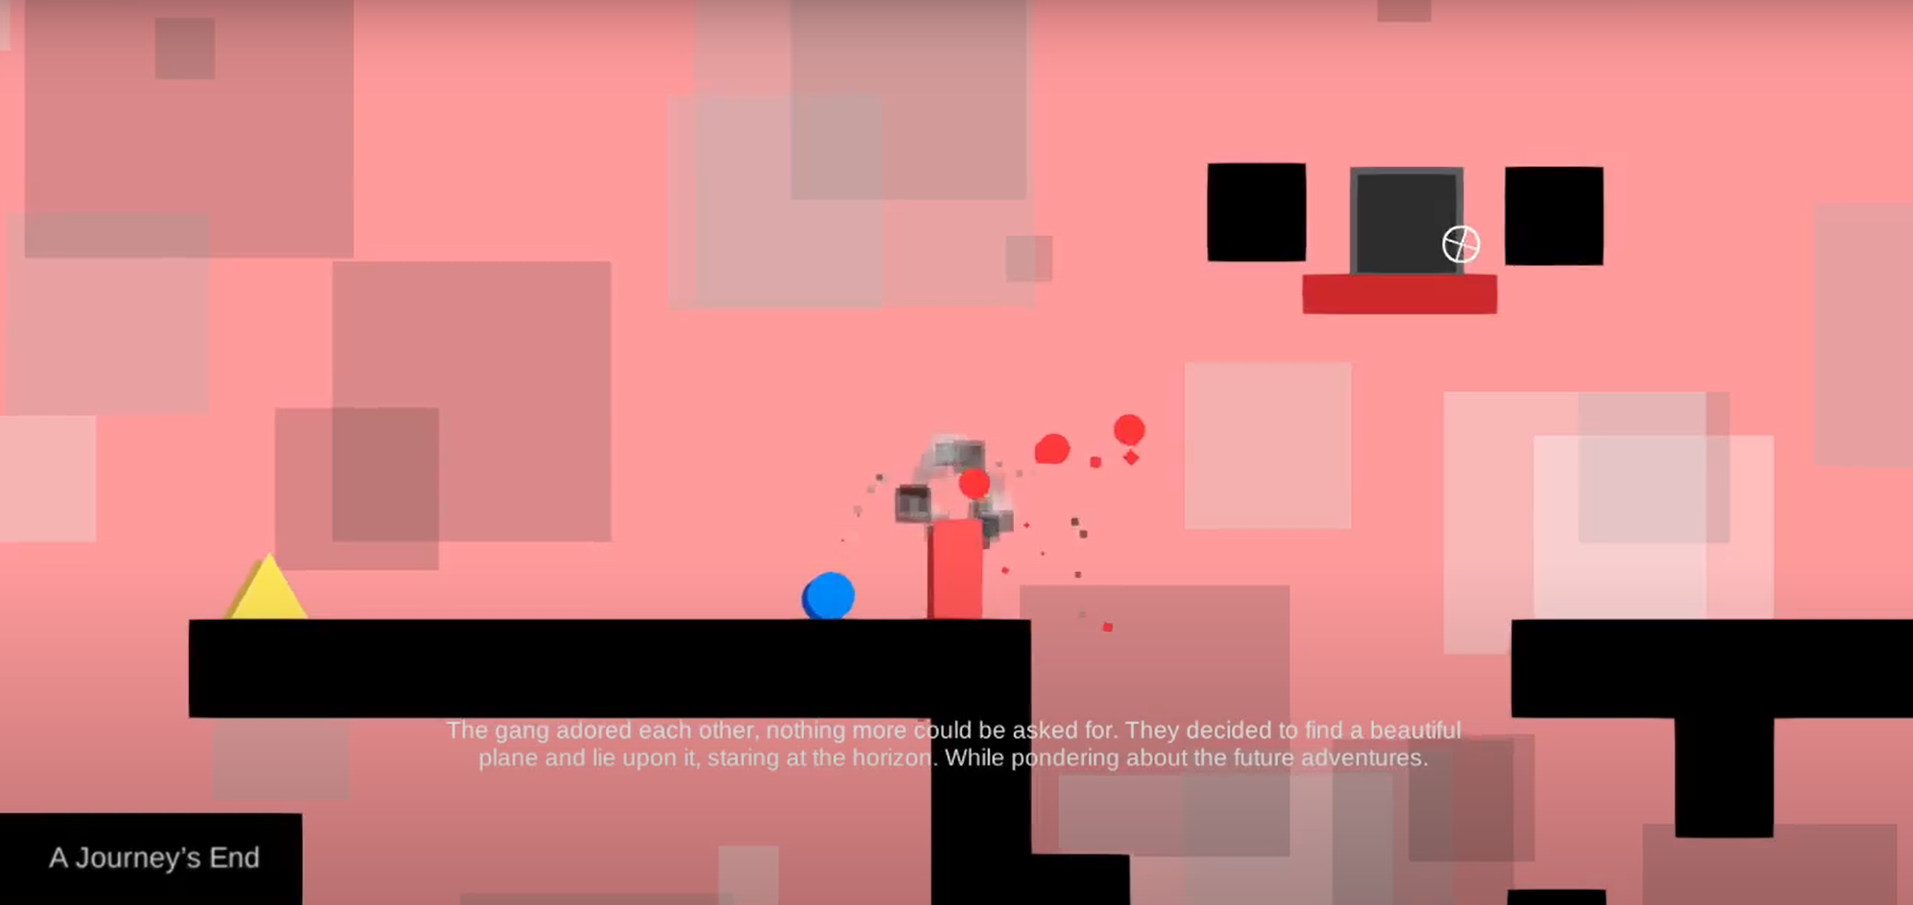 The gang adored each other, nothing more could be asked for. They decided to find a beautiful
plane and lie upon it, staring at the horizon. While pondering about the future adventures.
A Journey’s End